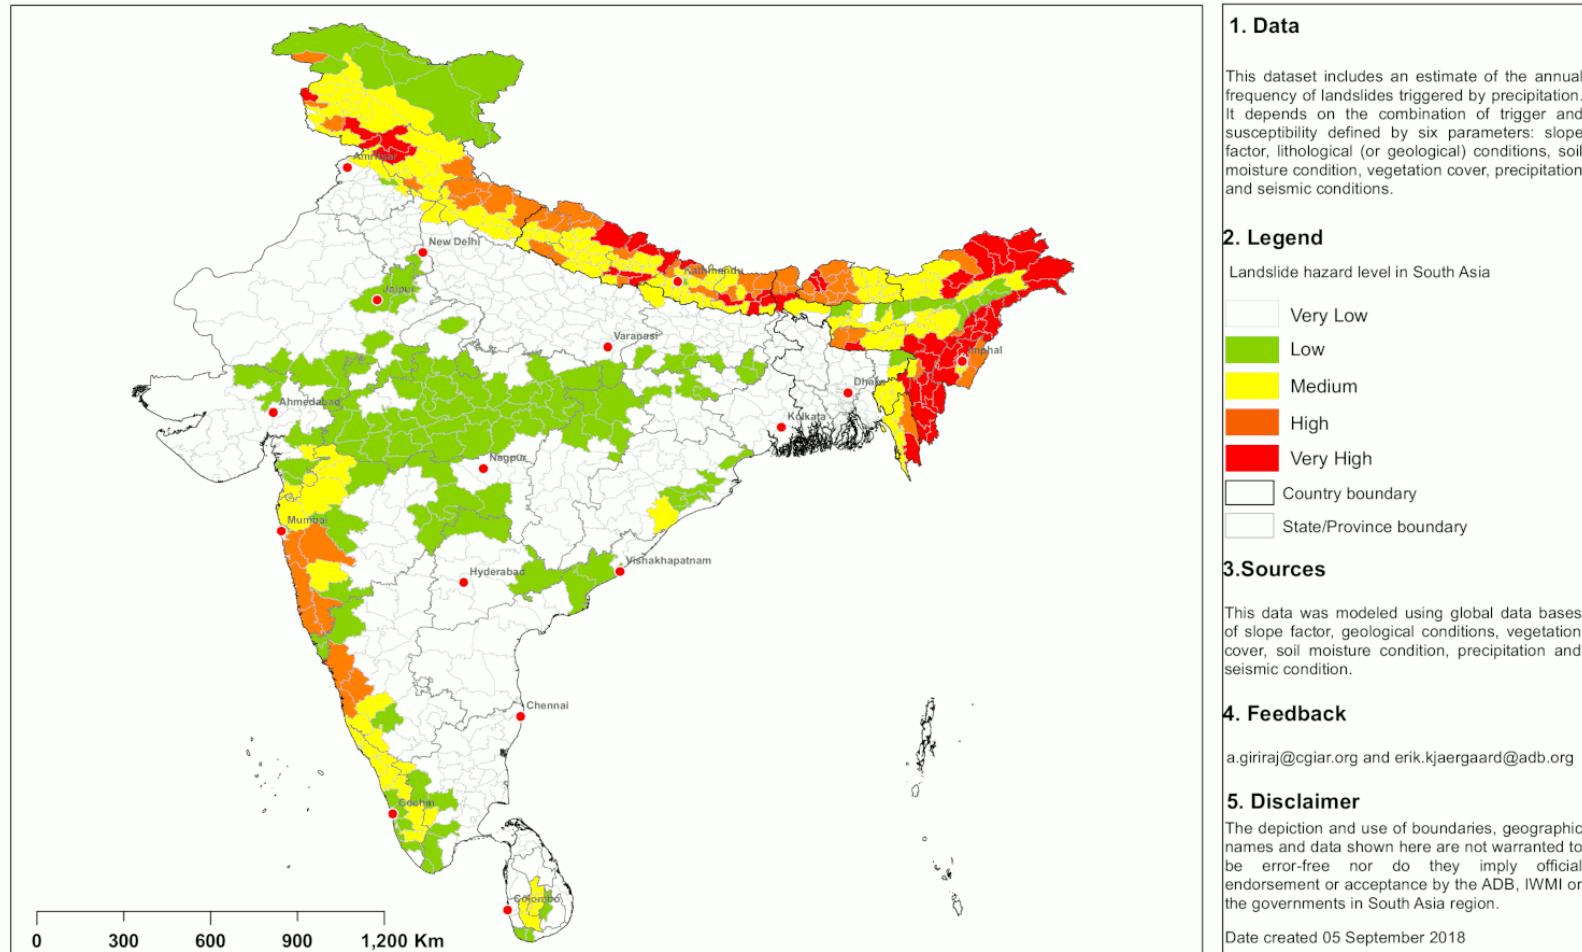 Amritsar
New Delhi
Jaipur
Kathmandu
Varanasi
Imphal
Dhaka
Ahmedabad
Kolkata
Nagpur
Mumbai
Vishakhapatnam
Hyderabad
Chennai
Cochin
Colombo
0 300 600 900 1,200 Km
1. Data
This dataset includes an estimate of the annual
frequency of landslides triggered by precipitation.
It depends on the combination of trigger and
susceptibility defined by six parameters: slope
factor, lithological (or geological) conditions, soil
moisture condition, vegetation cover, precipitation
and seismic conditions.
2. Legend
Landslide hazard level in South Asia
Very Low
Low
Medium
High
Very High
Country boundary
State/Province boundary
3.Sources
This data was modeled using global data bases
of slope factor, geological conditions, vegetation
cover, soil moisture condition, precipitation and
seismic condition.
4. Feedback
a.giriraj@cgiar.org and erik.kjaergaard@adb.org
5. Disclaimer
The depiction and use of boundaries, geographic
names and data shown here are not warranted to
be error-free nor do they imply official
endorsement or acceptance by the ADB, IWMI or
the governments in South Asia region.
Date created 05 September 2018